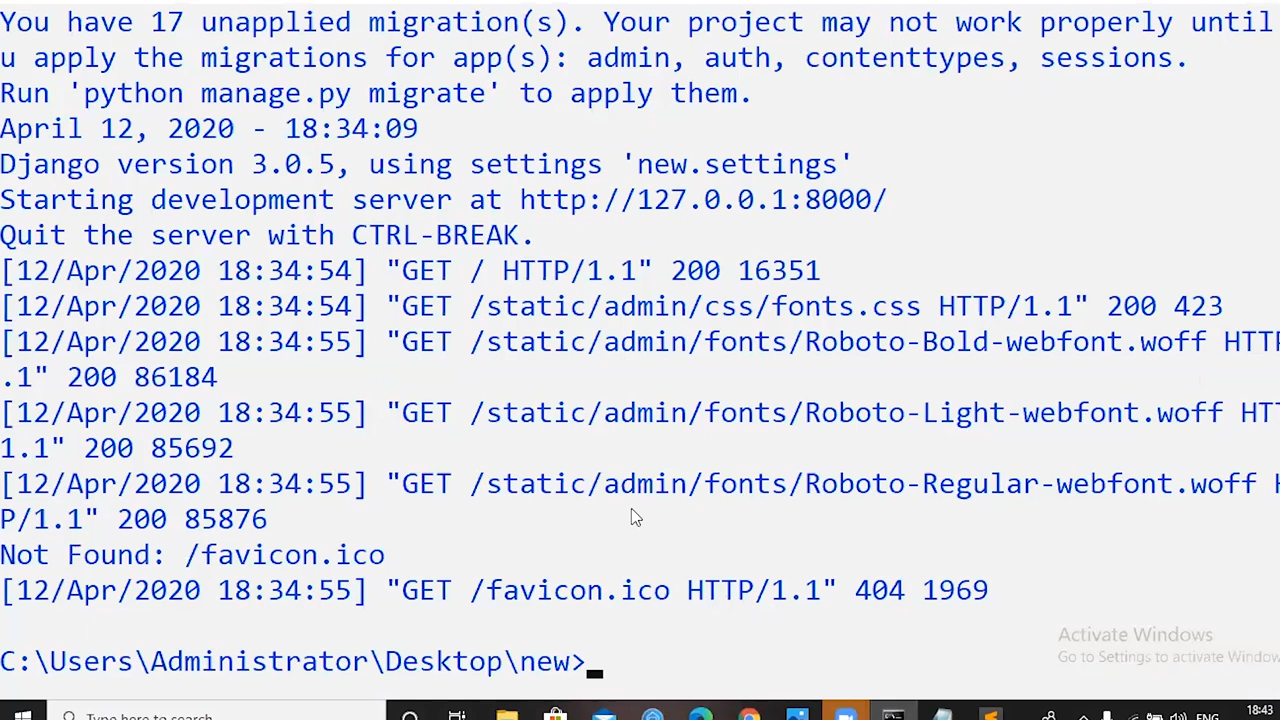 You have 17 unapplied migration(s). Your project may not work properly until
u apply the migrations for app(s): admin, auth, contenttypes, sessions.
Run 'python manage.py migrate' to apply them.
April 12, 2020 - 18:34:09
Django version 3.0.5, using settings 'new.settings'
Starting development server at http://127.0.0.1:8000/
Quit the server with CTRL-BREAK.
[12/Apr/2020 18:34:54] "GET / HTTP/1.1" 200 16351
[12/Apr/2020 18:34:54] "GET /static/admin/css/fonts.css HTTP/1.1" 200 423
[12/Apr/2020 18:34:55] "GET /static/admin/fonts/Roboto-Bold-webfont.woff HTTP
.1" 200 86184
[12/Apr/2020 18:34:55] "GET /static/admin/fonts/Roboto-Light-webfont.woff HT
1.1" 200 85692
[12/Apr/2020 18:34:55] "GET /static/admin/fonts/Roboto-Regular-webfont.woff H
P/1.1" 200 85876
Not Found: /favicon.ico
[12/Apr/2020 18:34:55] "GET /favicon.ico HTTP/1.1" 404 1969
Activate Windows
Go to Settings to activate Window
C:\Users\Administrator\Desktop\new>
Type here to search
ENG
18:43